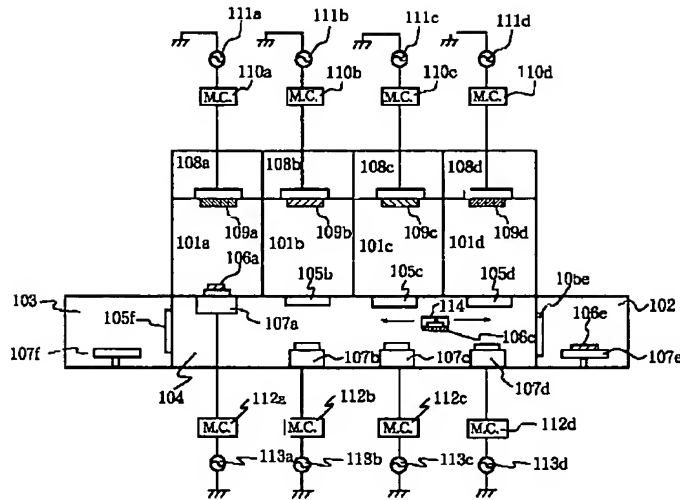 111a 111b 111c 111d
110a 110b 110c 110d
M.C. M.C. M.C. M.C.
108a 108b 108c 108d
109a 109b 109c 109d
101a 101b 101c 101d
106a
103 105f 105b 105c 105d 10be 102
114
106c 106e
107f 107a 107b 107c 107d 107e
104
112a 112b 112c 112d
M.C. M.C. M.C. M.C.
113a 113b 113c 113d